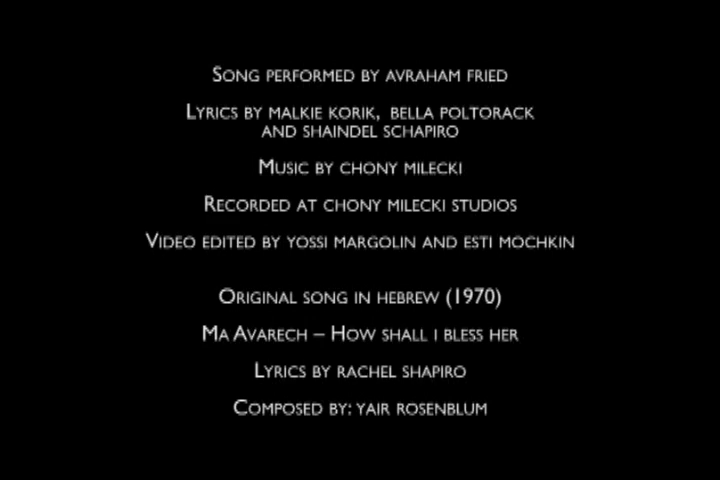 Song performed by avraham fried
Lyrics by malkie korik, bella poltorack
and shaindel schapiro
Music by chony milecki
Recorded at chony milecki studios
Video edited by yossi margolin and esti mochkin
Original song in hebrew (1970)
Ma Avarech – How shall i bless her
Lyrics by rachel shapiro
Composed by: yair rosenblum